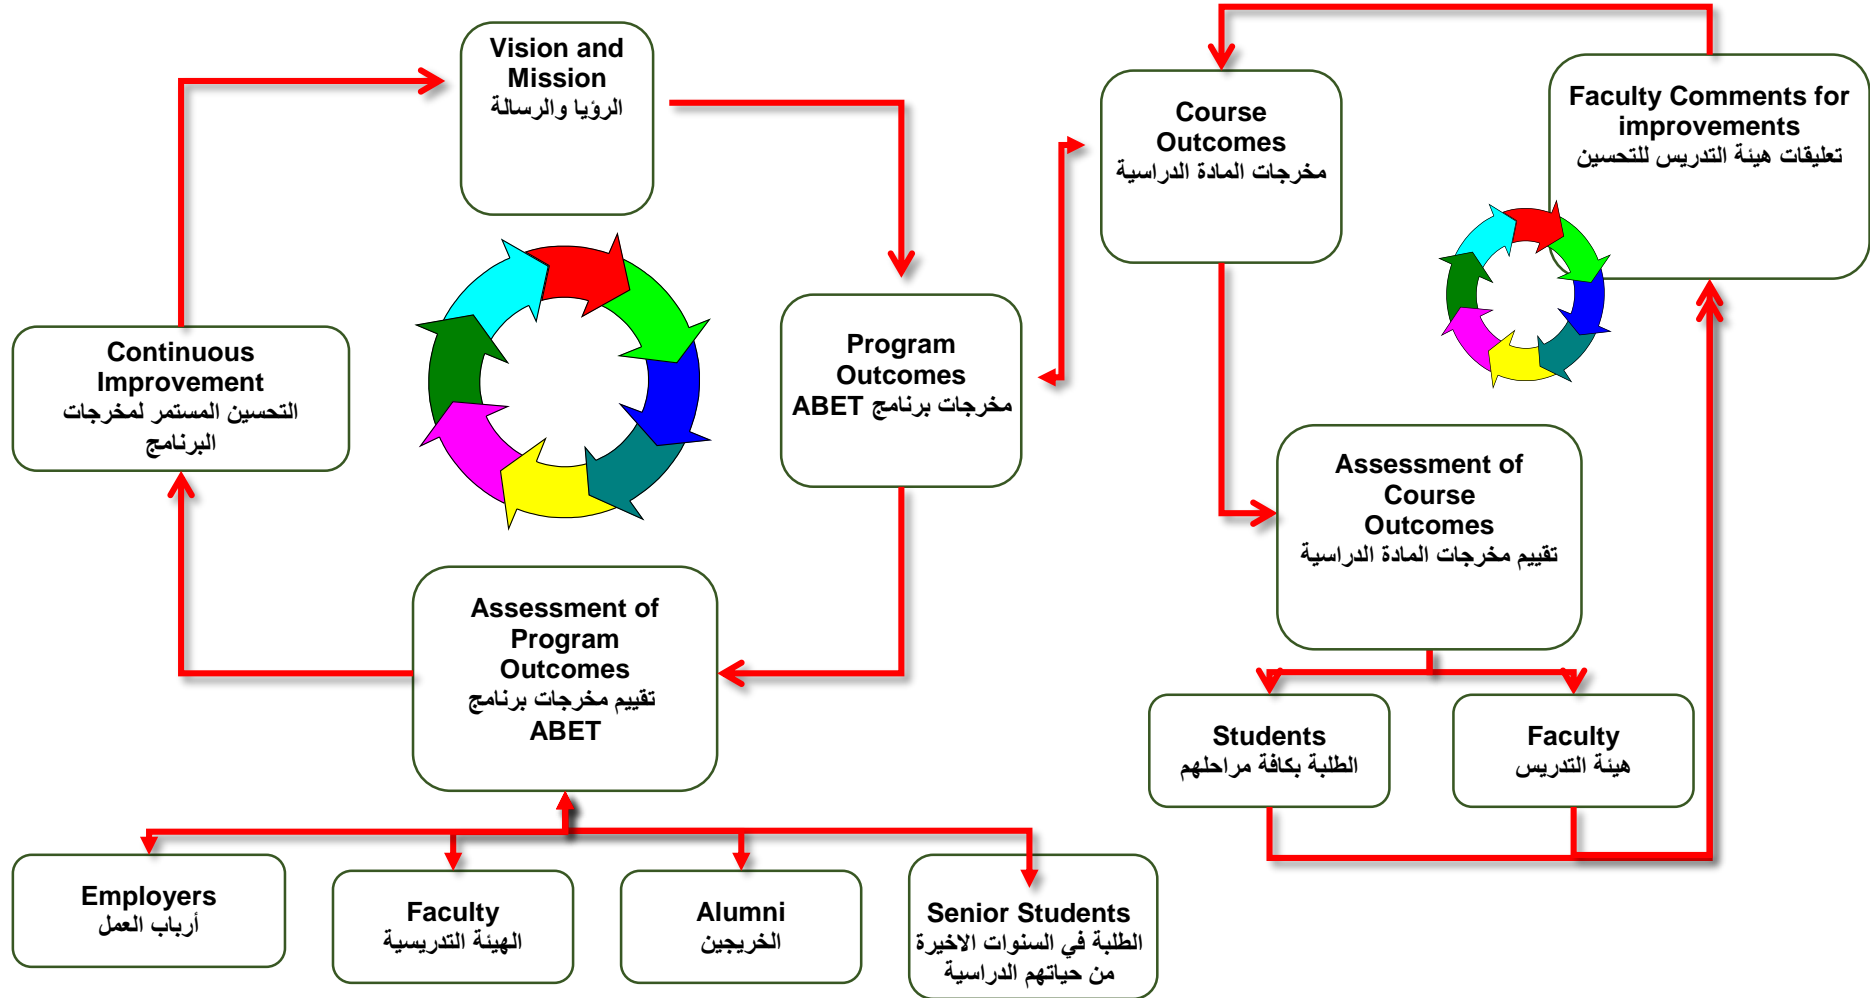 Vision and
Mission
الرؤيا والرسالة
Course
Outcomes
مخرجات المادة الدراسية
Faculty Comments for
improvements
تعليقات هيئة التدريس للتحسين
Continuous
Improvement
التحسين المستمر لمخرجات
البرنامج
Program
Outcomes
مخرجات برنامج ABET
Assessment of
Course
Outcomes
تقييم مخرجات المادة الدراسية
Assessment of
Program
Outcomes
تقييم مخرجات برنامج
ABET
Students
الطلبة بكافة مراحلهم
Faculty
هيئة التدريس
Employers
أرباب العمل
Faculty
الهيئة التدريسية
Alumni
الخريجين
Senior Students
الطلبة في السنوات الاخيرة
من حياتهم الدراسية